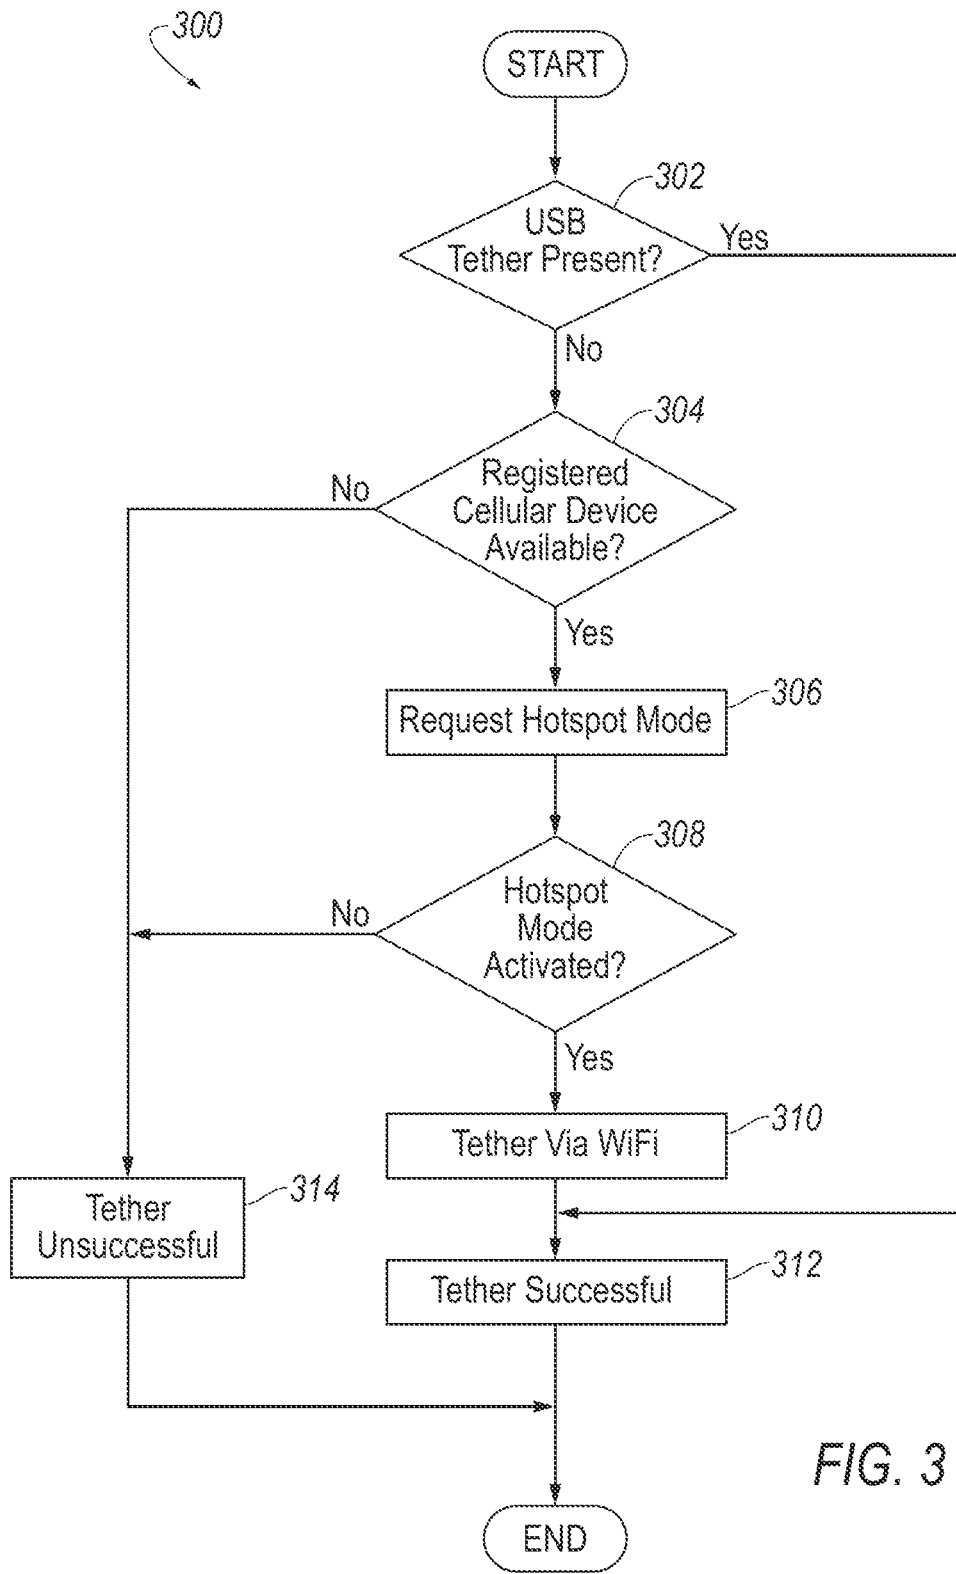 300
START
302
USB
Tether Present?
Yes
No
304
Registered
Cellular Device
Available?
No
Yes
306
Request Hotspot Mode
308
Hotspot
Mode
Activated?
No
Yes
310
Tether Via WiFi
314
Tether
Unsuccessful
312
Tether Successful
FIG. 3
END